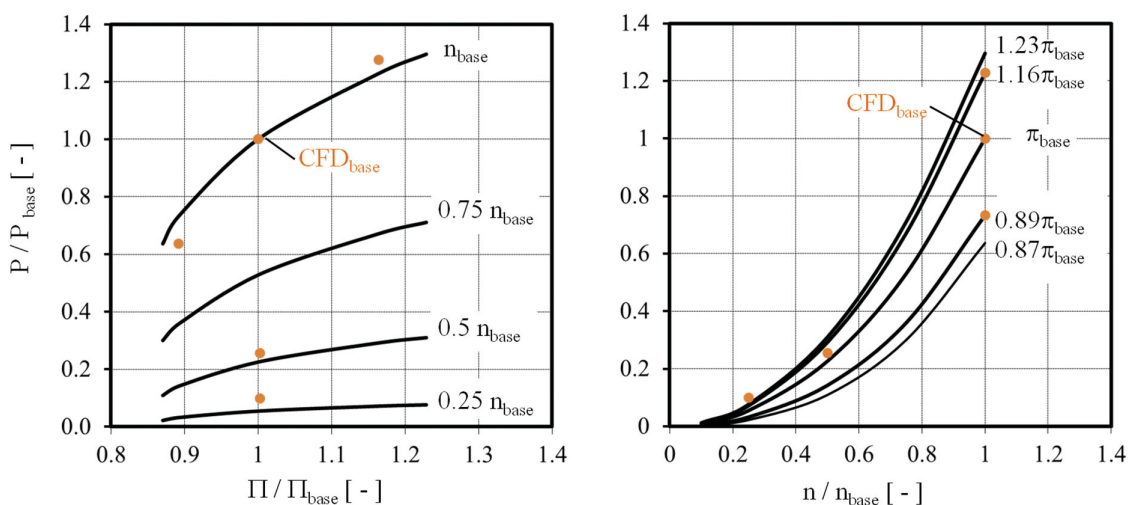 P / P base [ - ]
1.4
1.2
1.0
0.8
0.6
0.4
0.2
0.0
0.8
0.9
1
1.1
1.2
1.3
1.4
Π / Π base [ - ]
n base
CFD base
0.75 n base
0.5 n base
0.25 n base
1.4
1.2
1.0
0.8
0.6
0.4
0.2
0
0
0.2
0.4
0.6
0.8
1
1.2
1.4
n / n base [ - ]
1.23π base
1.16π base
CFD base
π base
0.89π base
0.87π base